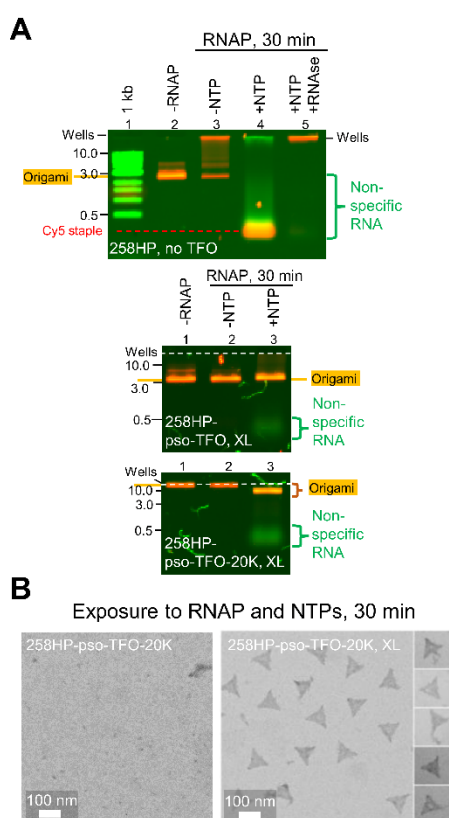 A
RNAP, 30 min
1 kb
-RNAP
-NTP
+NTP
+NTP
+RNAse
1 2 3 4 5
Wells
Wells
10.0
3.0
Origami
0.5
Cy5 staple
Non-
specific
RNA
258HP, no TFO
RNAP, 30 min
-RNAP
-NTP
+NTP
1 2 3
Wells
10.0
3.0
Origami
0.5
Non-
specific
RNA
258HP-
pso-TFO, XL
1 2 3
Wells
10.0
Origami
3.0
0.5
Non-
specific
RNA
258HP-
pso-TFO-20K, XL
B
Exposure to RNAP and NTPs, 30 min
258HP-pso-TFO-20K
258HP-pso-TFO-20K, XL
100 nm
100 nm